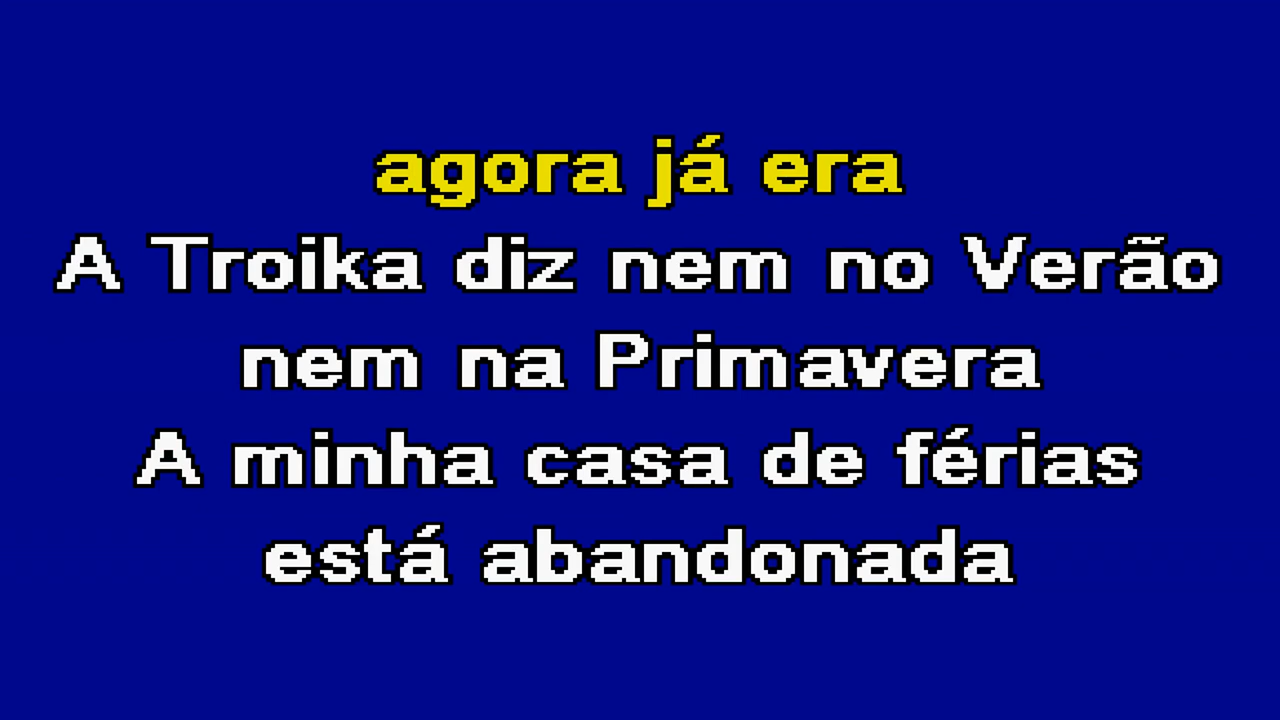 agora já era
A Troika diz nem no Verão
nem na Primavera
A minha casa de férias
está abandonada